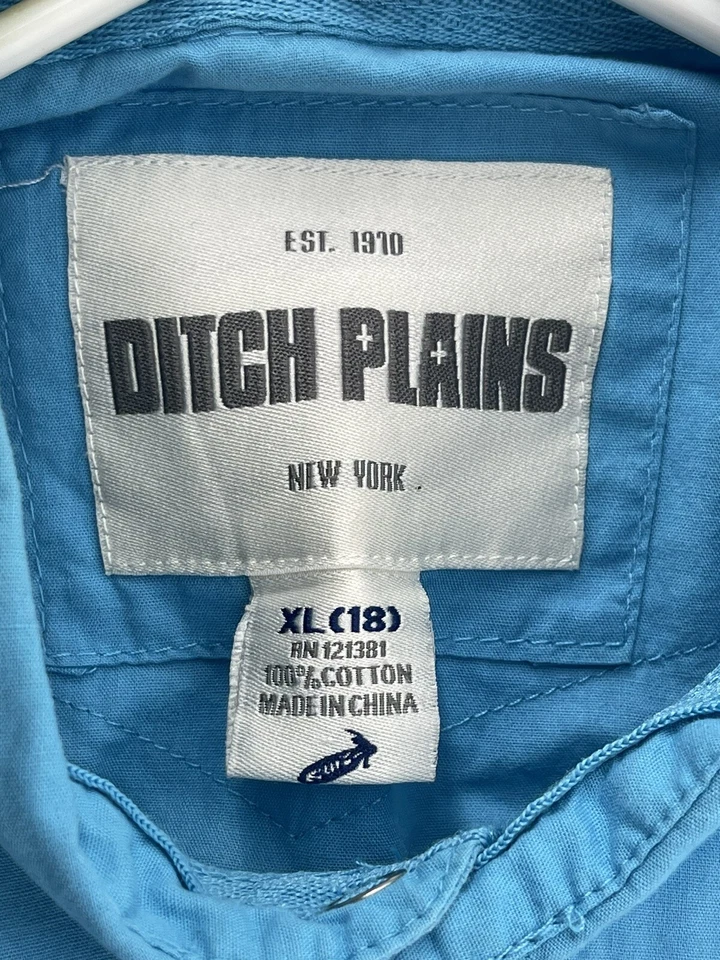 EST. 1970
DITCH PLAINS
NEW YORK
XL(18)
RN 121381
100% COTTON
MADE IN CHINA